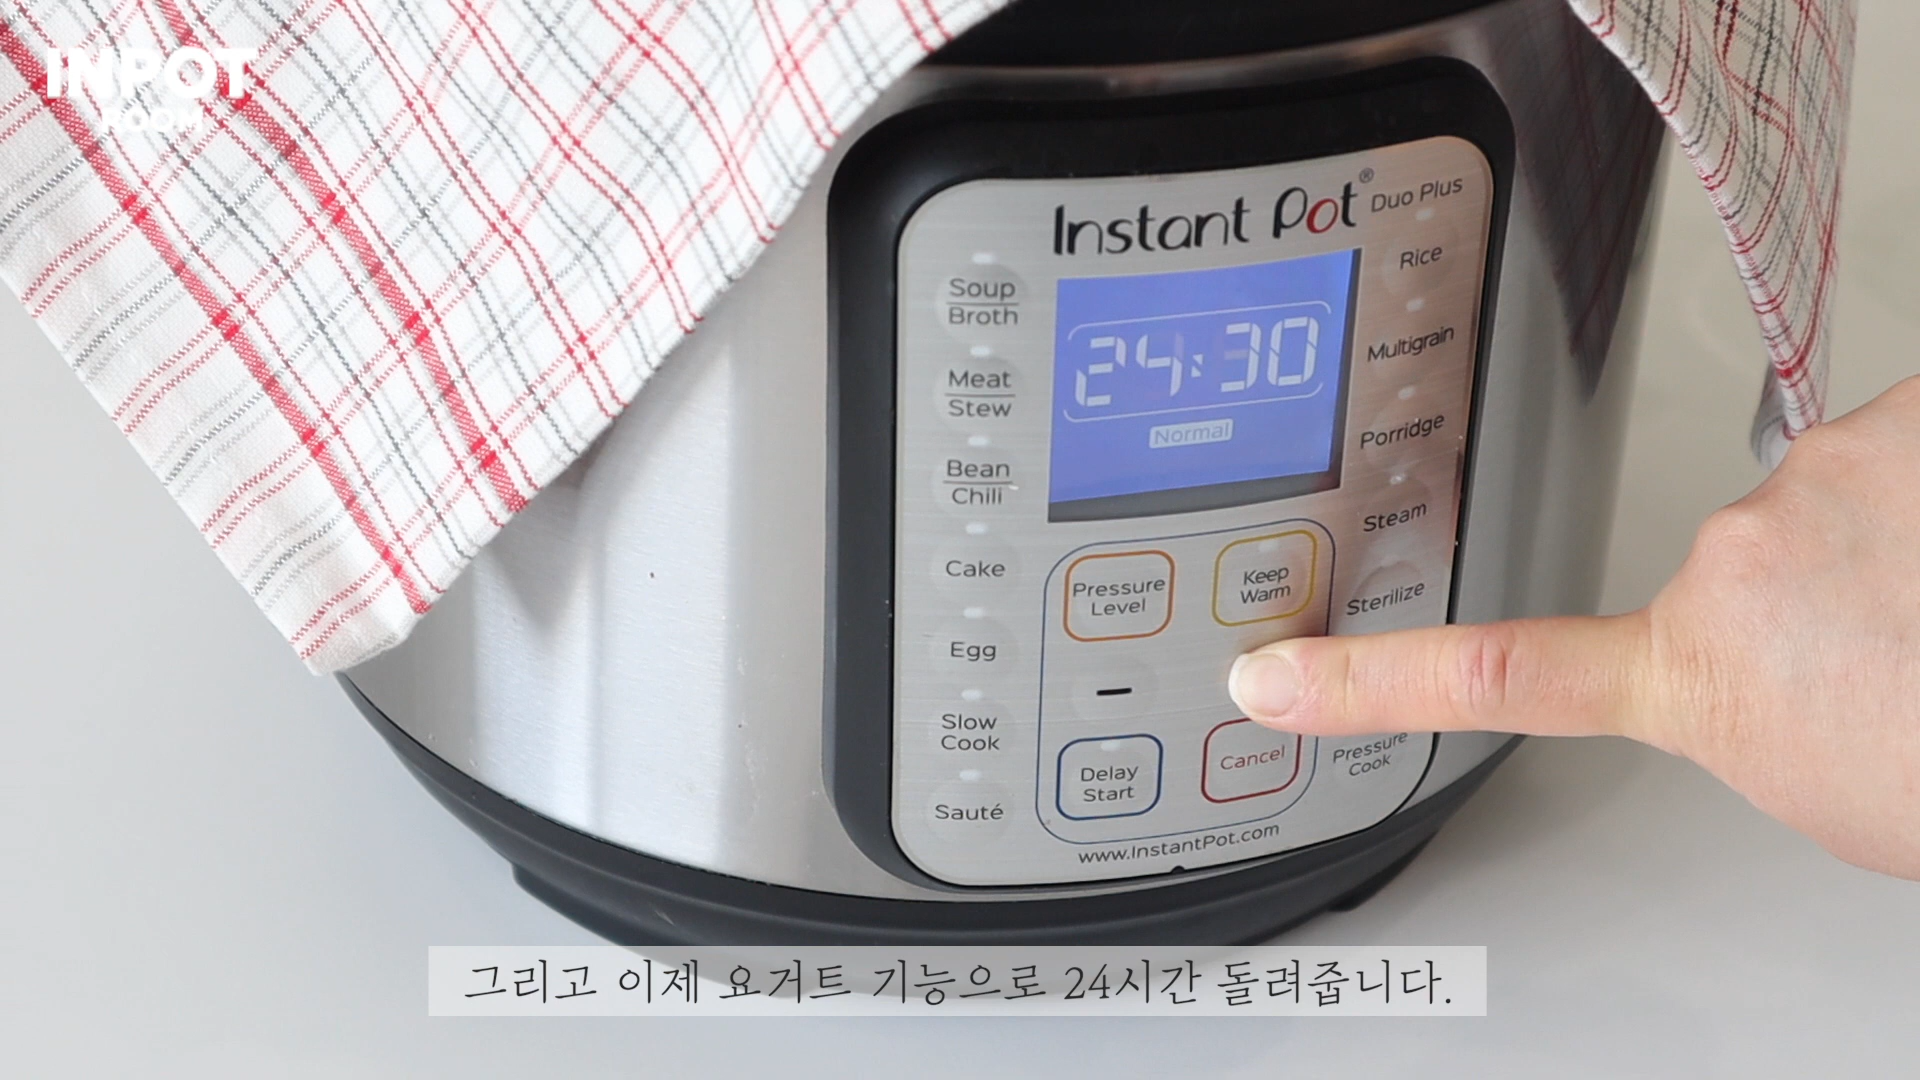 INPOT
ROOM
Instant Pot® Duo Plus
Soup
Broth
Meat
Stew
Bean
Chili
Cake
Egg
Slow
Cook
Sauté
24:30
Normal
Rice
Multigrain
Porridge
Steam
Sterilize
Pressure
Cook
Pressure
Level
Keep
Warm
−
Delay
Start
Cancel
www.InstantPot.com
그리고 이제 요거트 기능으로 24시간 돌려줍니다.